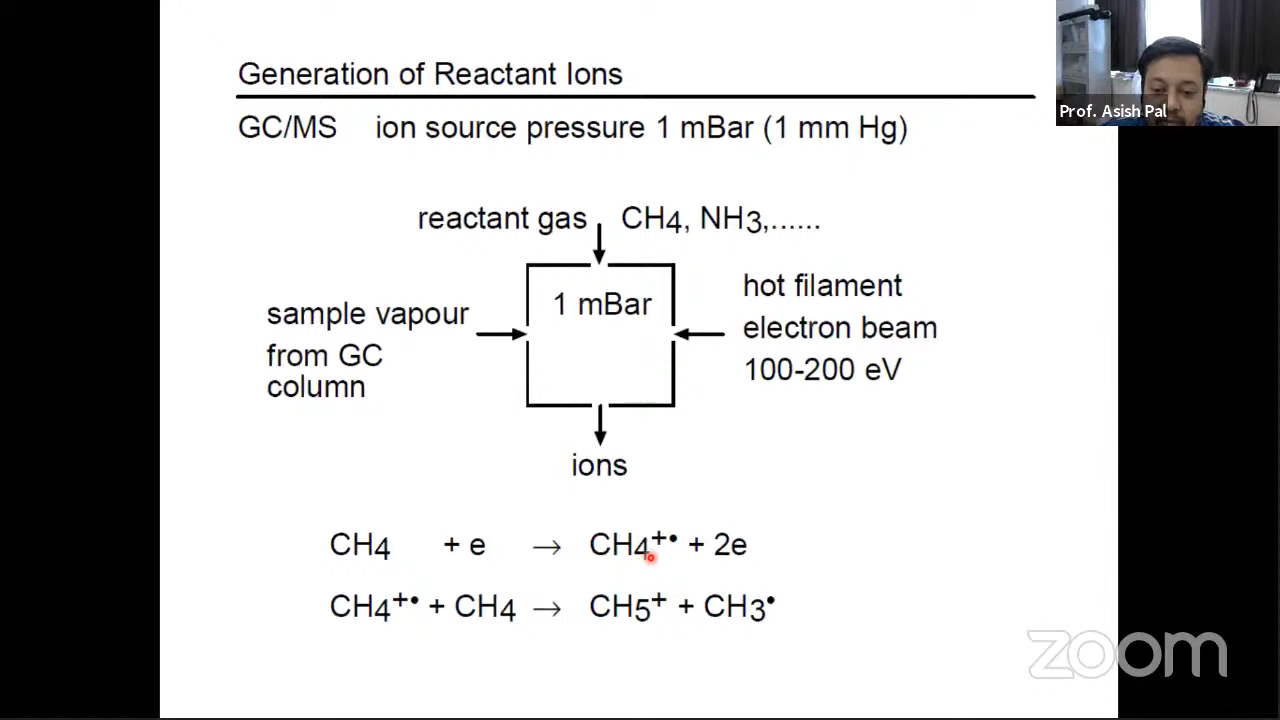 Generation of Reactant Ions
Prof. Asish Pal
GC/MS ion source pressure 1 mBar (1 mm Hg)
reactant gas CH4, NH3,......
1 mBar
sample vapour
from GC
column
hot filament
electron beam
100-200 eV
ions
CH4 + e → CH4+• + 2e
CH4+• + CH4 → CH5+ + CH3•
zoom